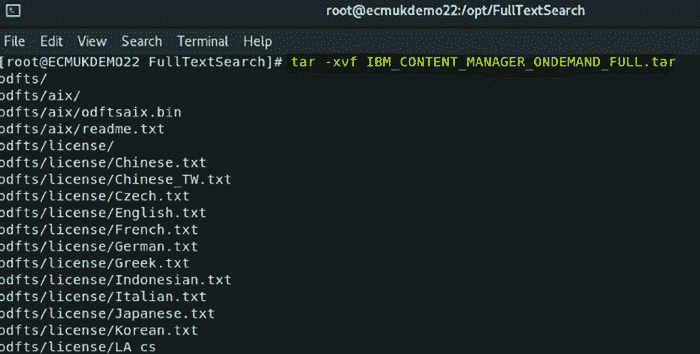 root@ecmukdemo22:/opt/FullTextSearch
File Edit View Search Terminal Help
[root@ECMUKDEMO22 FullTextSearch]# tar -xvf IBM_CONTENT_MANAGER_ONDEMAND_FULL.tar
odfts/
odfts/aix/
odfts/aix/odftsaix.bin
odfts/aix/readme.txt
odfts/license/
odfts/license/Chinese.txt
odfts/license/Chinese_TW.txt
odfts/license/Czech.txt
odfts/license/English.txt
odfts/license/French.txt
odfts/license/German.txt
odfts/license/Greek.txt
odfts/license/Indonesian.txt
odfts/license/Italian.txt
odfts/license/Japanese.txt
odfts/license/Korean.txt
odfts/license/LA_cs